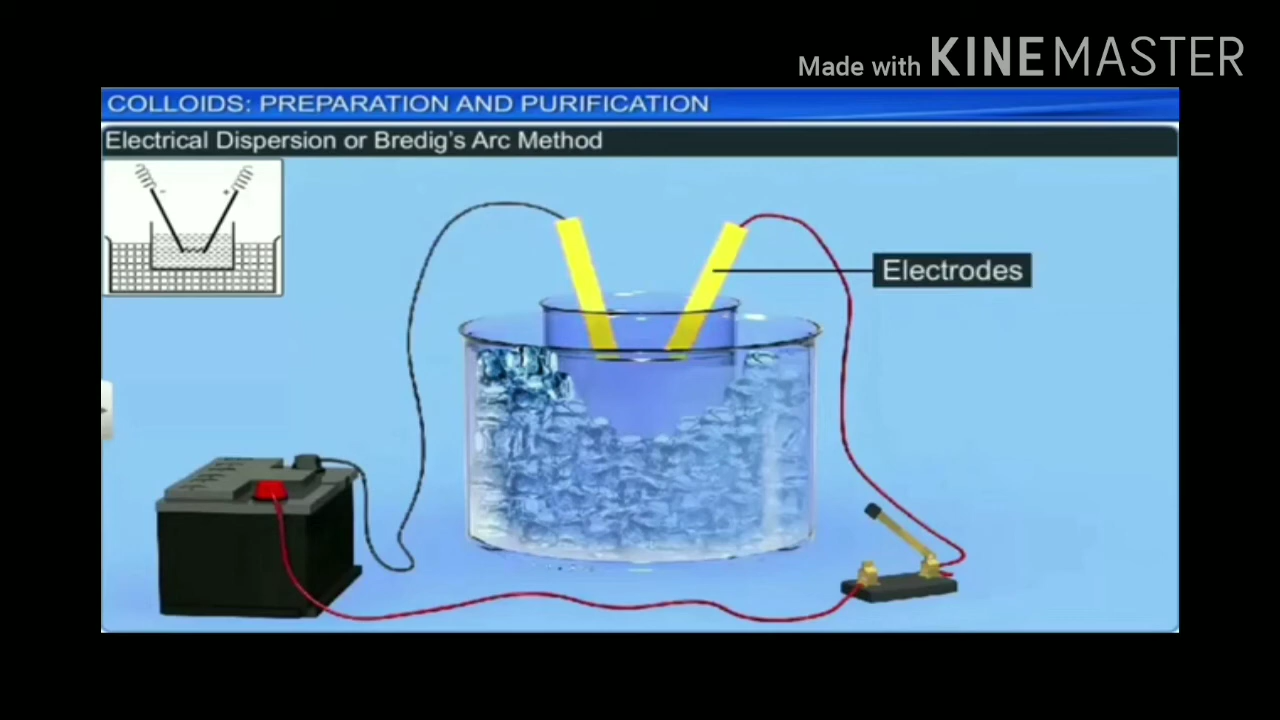 Made with KINEMASTER
COLLOIDS: PREPARATION AND PURIFICATION
Electrical Dispersion or Bredig's Arc Method
- +
Electrodes